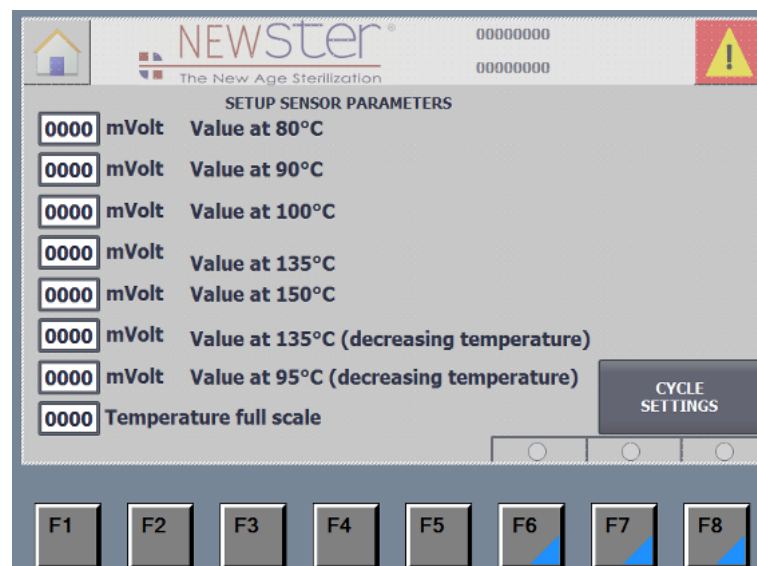 NEWSter®
00000000
The New Age Sterilization
00000000
SETUP SENSOR PARAMETERS
0000 mVolt Value at 80°C
0000 mVolt Value at 90°C
0000 mVolt Value at 100°C
0000 mVolt Value at 135°C
0000 mVolt Value at 150°C
0000 mVolt Value at 135°C (decreasing temperature)
0000 mVolt Value at 95°C (decreasing temperature)
0000 Temperature full scale
CYCLE
SETTINGS
F1 F2 F3 F4 F5 F6 F7 F8